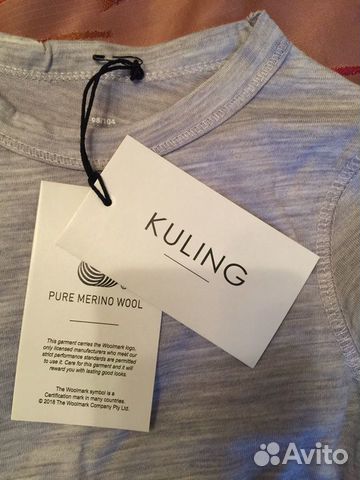 98/104
KULING
PURE MERINO WOOL
This garment carries the Woolmark logo,
only licensed manufacturers who meet our
strict performance standards are permitted
to use it. Care for this garment and it will
reward you with lasting good looks.
The Woolmark symbol is a
Certification mark in many countries.
© 2018 The Woolmark Company Pty Ltd.
Avito